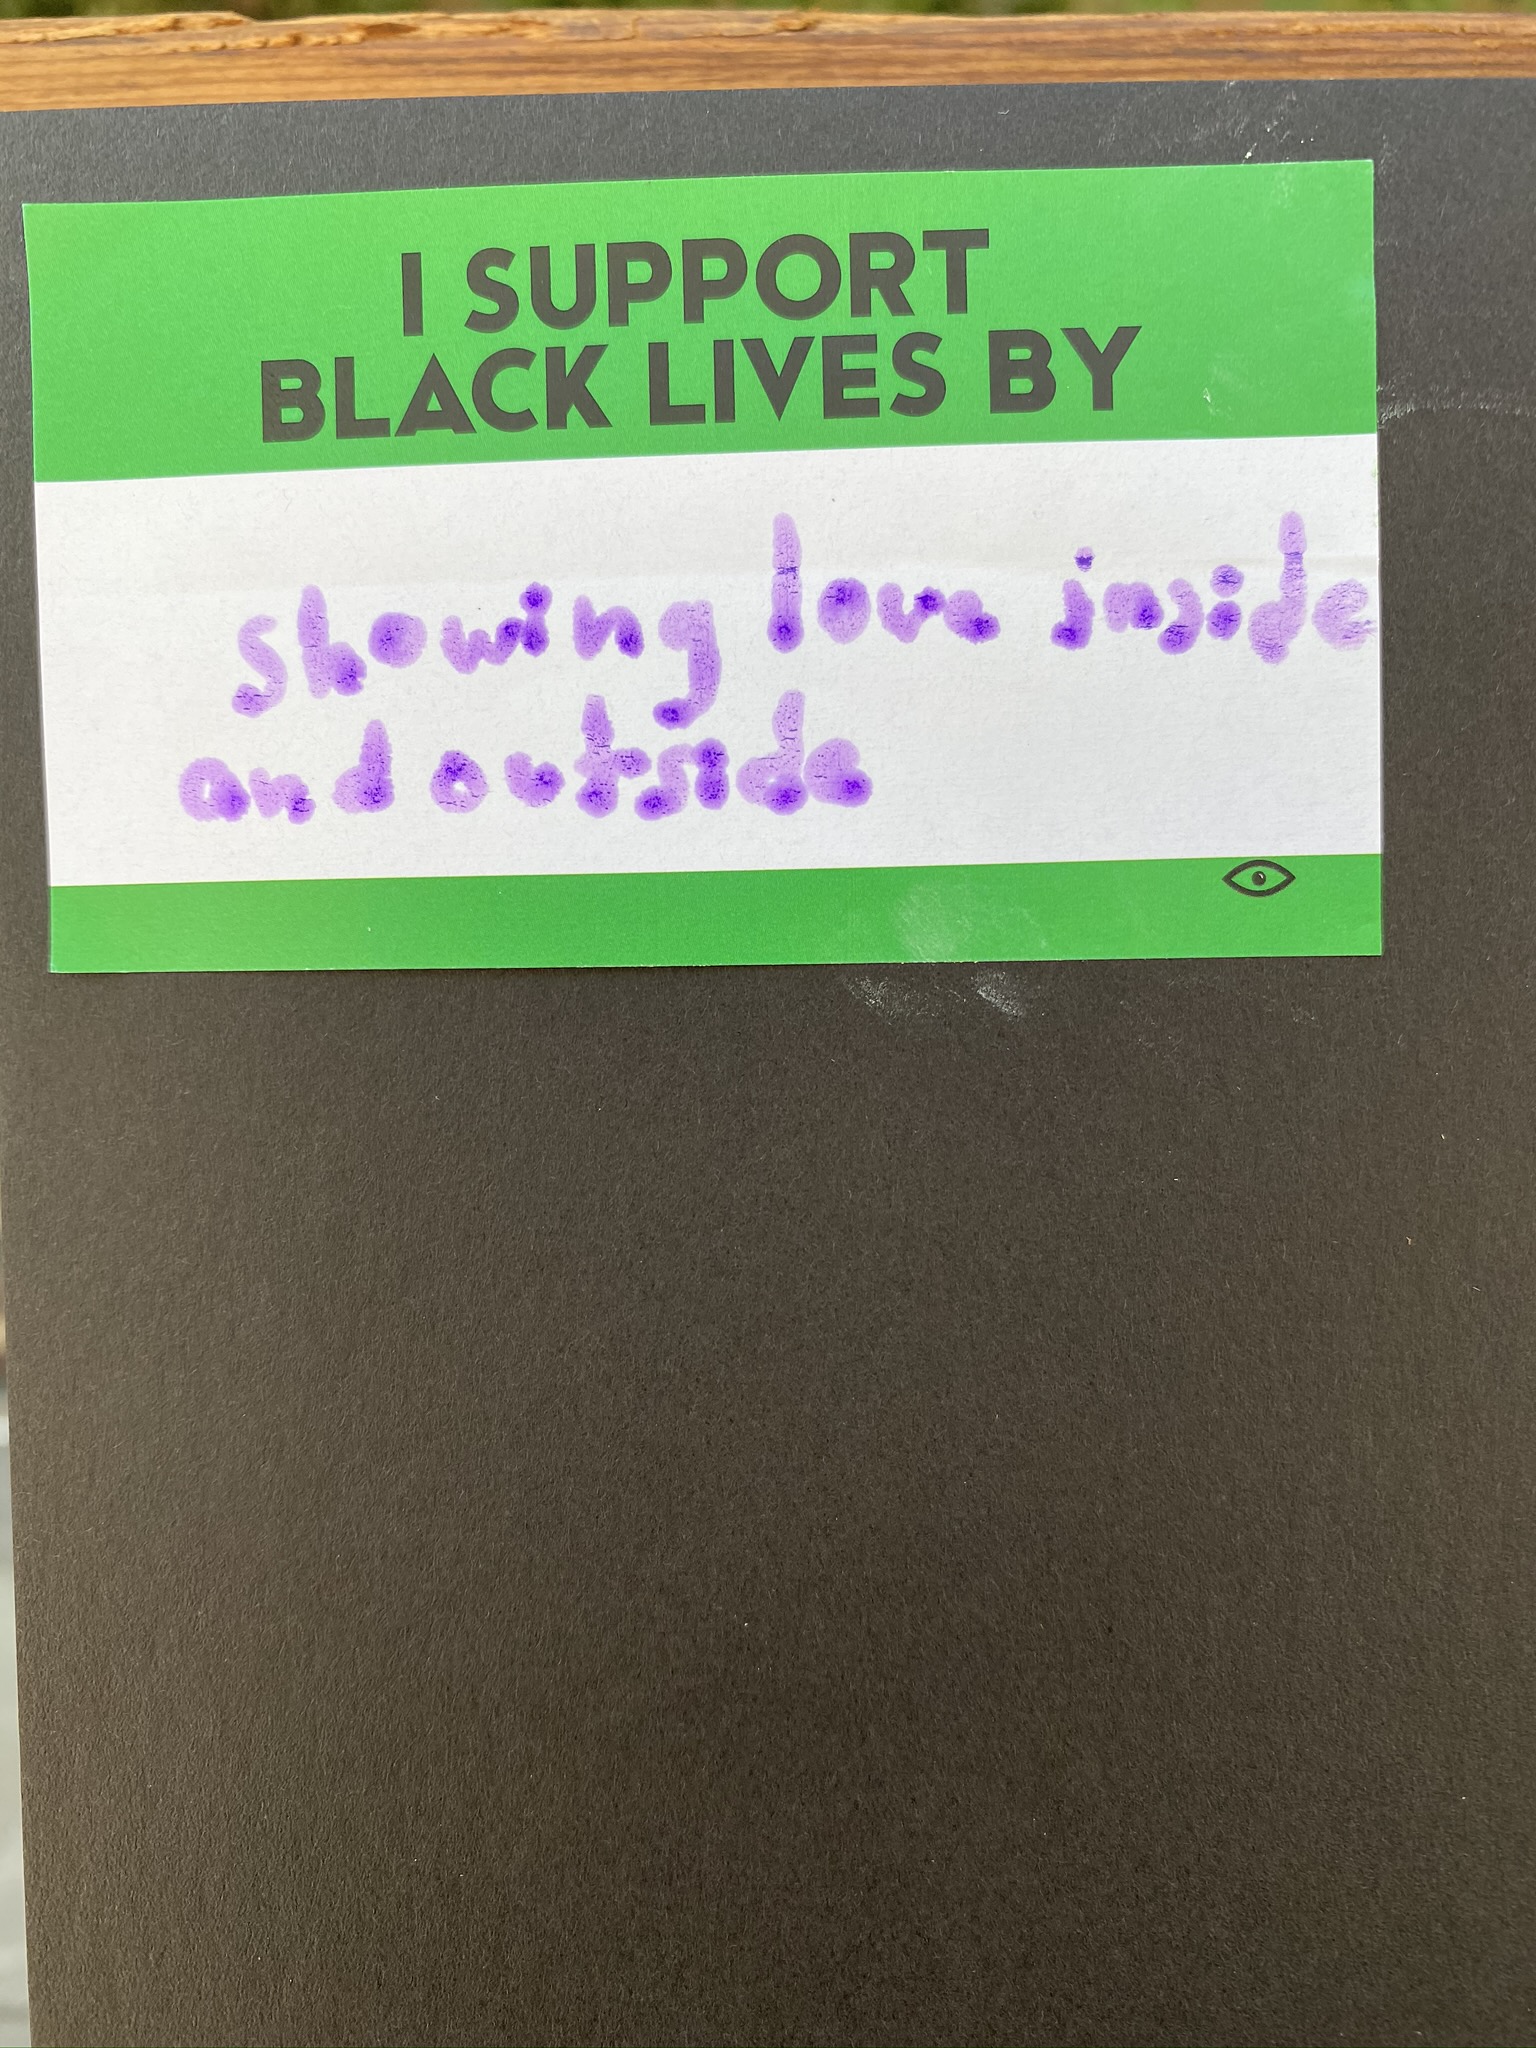 I SUPPORT
BLACK LIVES BY
showing love inside
and outside